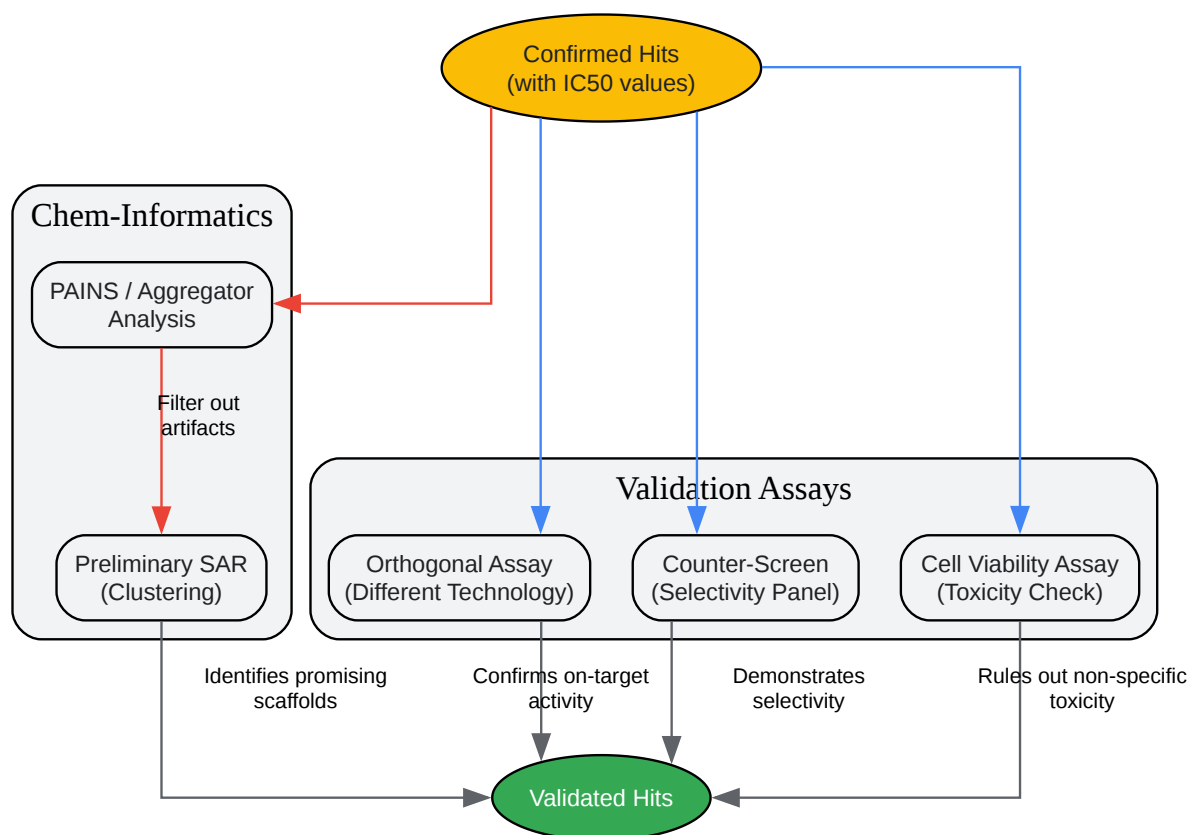 Confirmed Hits
(with IC50 values)
Chem-Informatics
PAINS / Aggregator
Analysis
Filter out
artifacts
Preliminary SAR
(Clustering)
Validation Assays
Orthogonal Assay
(Different Technology)
Counter-Screen
(Selectivity Panel)
Cell Viability Assay
(Toxicity Check)
Identifies promising
scaffolds
Confirms on-target
activity
Demonstrates
selectivity
Rules out non-specific
toxicity
Validated Hits